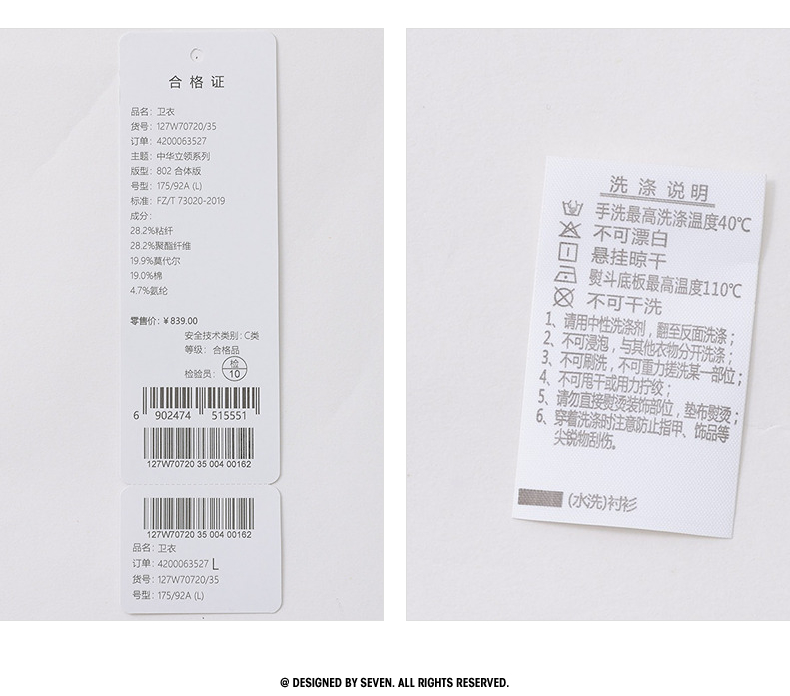 合格证
品名: 卫衣
货号: 127W70720/35
订单: 4200063527
主题: 中华立领系列
版型: 802 合体版
号型: 175/92A (L)
标准: FZ/T 73020-2019
成分:
28.2%粘纤
28.2%聚酯纤维
19.9%莫代尔
19.0%棉
4.7%氨纶
零售价: ¥839.00
安全技术类别: C类
等级: 合格品
检验员: 检 10
6 902474 515551
127W70720 35 004 00162
127W70720 35 004 00162
品名: 卫衣
订单: 4200063527 L
货号: 127W70720/35
号型: 175/92A (L)
洗涤说明
手洗最高洗涤温度40℃
不可漂白
悬挂晾干
熨斗底板最高温度110℃
不可干洗
1、请用中性洗涤剂，翻至反面洗涤；
2、不可浸泡，与其他衣物分开洗涤；
3、不可刷洗，不可重力搓洗某一部位；
4、不可甩干或用力拧绞；
5、请勿直接熨烫装饰部位，垫布熨烫；
6、穿着洗涤时注意防止指甲、饰品等
尖锐物刮伤。
(水洗)衬衫
@ DESIGNED BY SEVEN. ALL RIGHTS RESERVED.